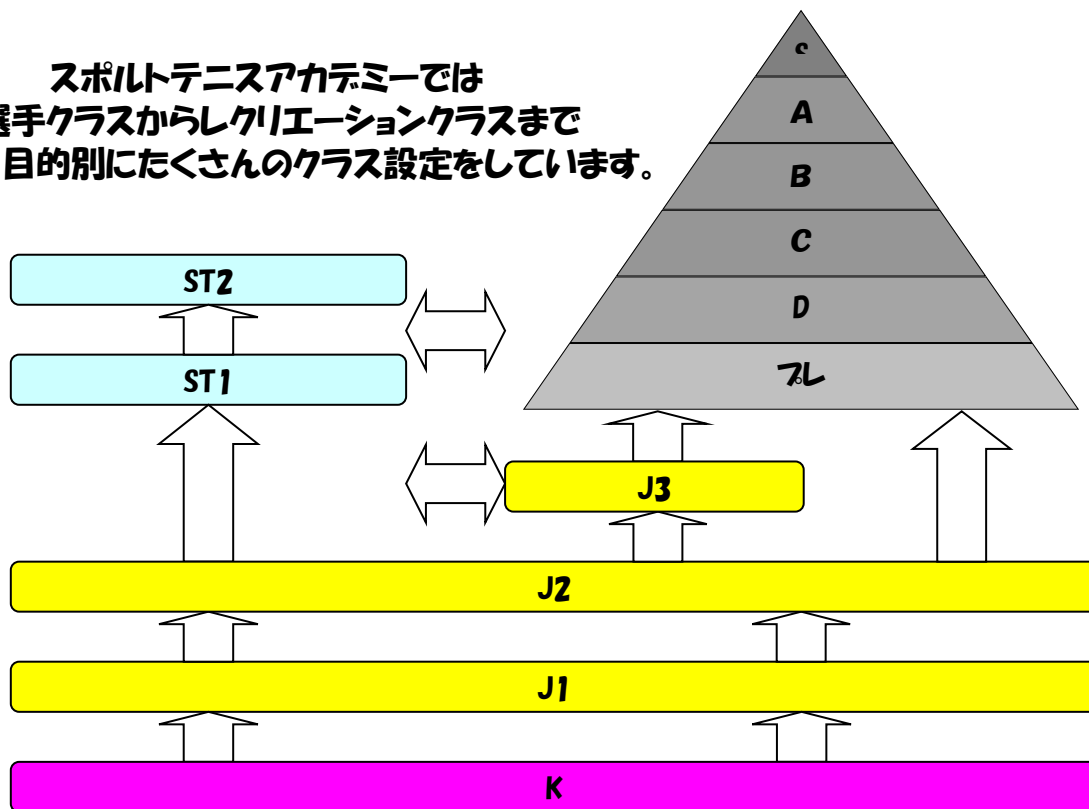 スポルトテニスアカデミーでは
選手クラスからレクリエーションクラスまで
目的別にたくさんのクラス設定をしています。
S
A
B
C
D
プレ
ST2
ST1
J3
J2
J1
K